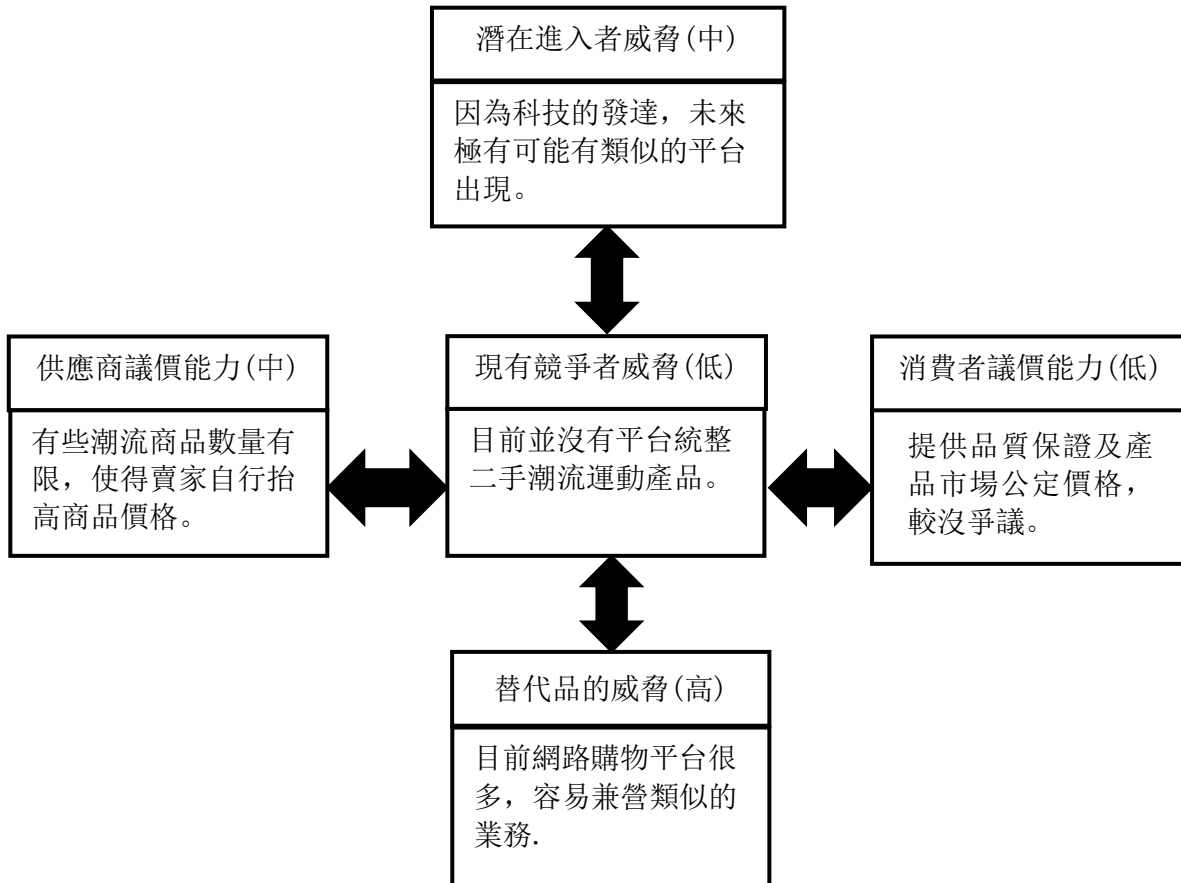 潛在進入者威脅(中)
因為科技的發達，未來
極有可能有類似的平台
出現。
供應商議價能力(中)
有些潮流商品數量有
限，使得賣家自行抬
高商品價格。
現有競爭者威脅(低)
目前並沒有平台統整
二手潮流運動產品。
消費者議價能力(低)
提供品質保證及產
品市場公定價格，
較沒爭議。
替代品的威脅(高)
目前網路購物平台很
多，容易兼營類似的
業務.